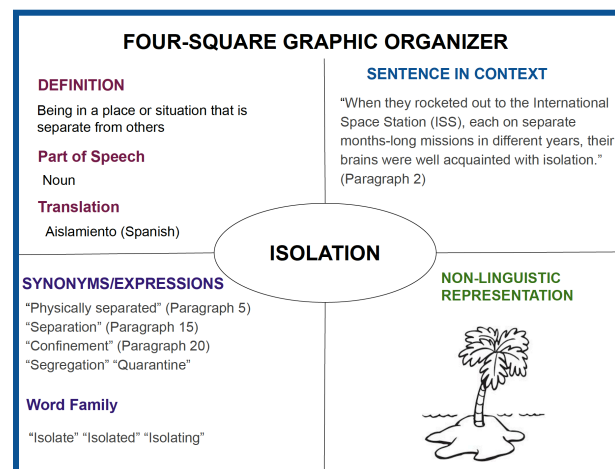 FOUR-SQUARE GRAPHIC ORGANIZER
DEFINITION
Being in a place or situation that is
separate from others
Part of Speech
Noun
Translation
Aislamiento (Spanish)
SENTENCE IN CONTEXT
“When they rocketed out to the International
Space Station (ISS), each on separate
months-long missions in different years, their
brains were well acquainted with isolation.”
(Paragraph 2)
ISOLATION
SYNONYMS/EXPRESSIONS
“Physically separated” (Paragraph 5)
“Separation” (Paragraph 15)
“Confinement” (Paragraph 20)
“Segregation” “Quarantine”
Word Family
“Isolate” “Isolated” “Isolating”
NON-LINGUISTIC
REPRESENTATION